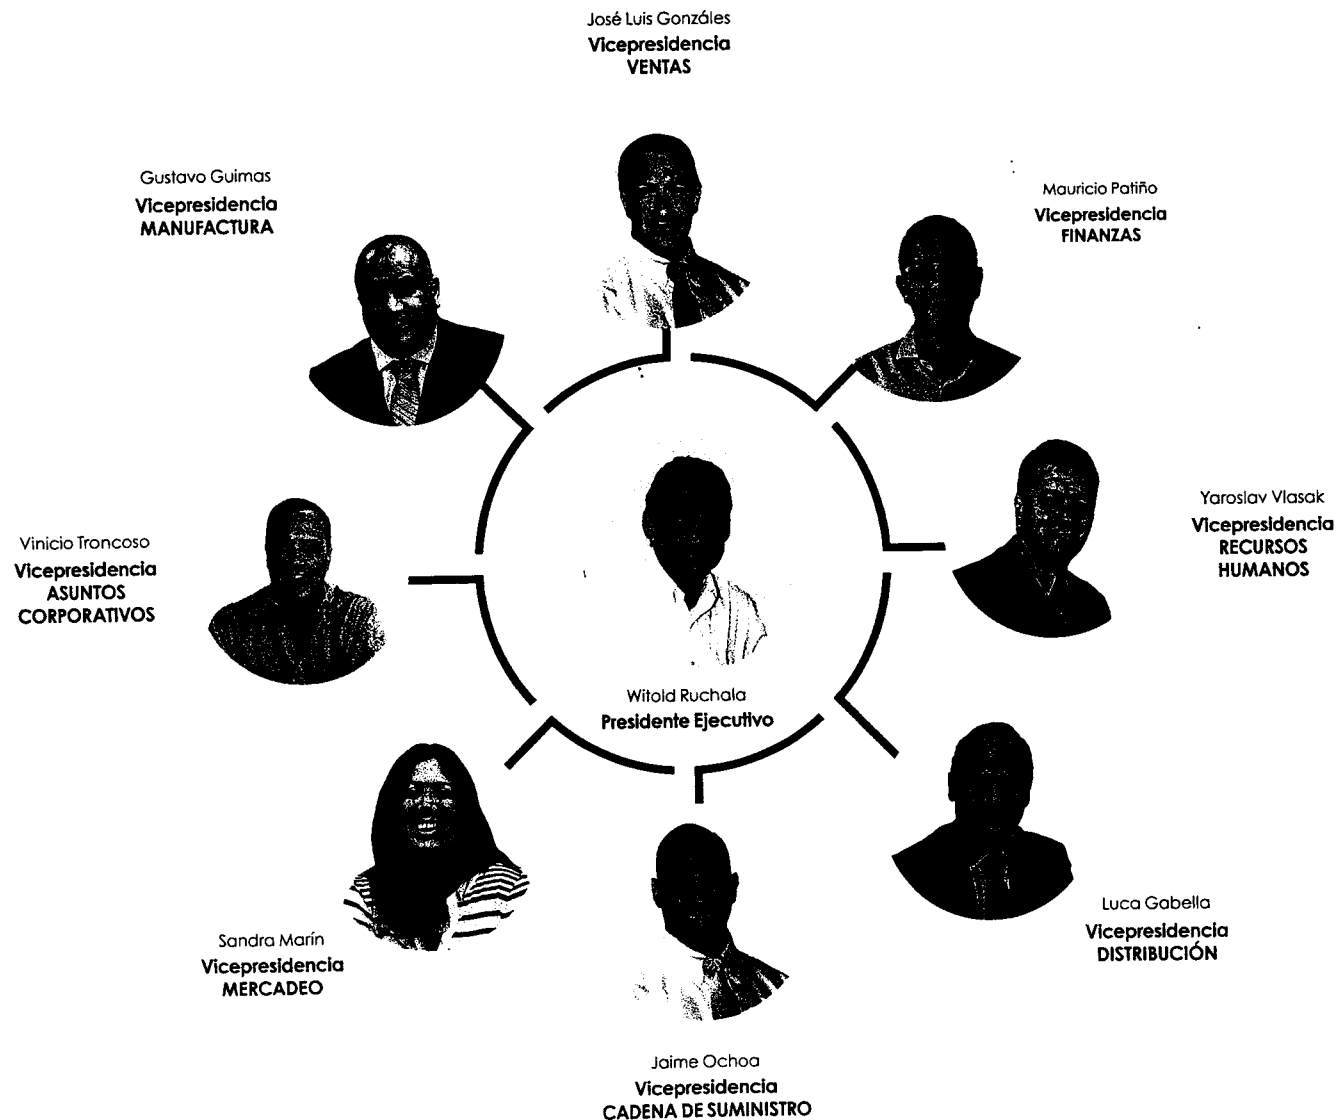 José Luis Gonzáles
Vicepresidencia
VENTAS
Gustavo Guimas
Vicepresidencia
MANUFACTURA
Mauricio Patiño
Vicepresidencia
FINANZAS
Vinicio Troncoso
Vicepresidencia
ASUNTOS
CORPORATIVOS
Yaroslav Vlasak
Vicepresidencia
RECURSOS
HUMANOS
Witold Ruchala
Presidente Ejecutivo
Sandra Marín
Vicepresidencia
MERCADEO
Luca Gabella
Vicepresidencia
DISTRIBUCIÓN
Jaime Ochoa
Vicepresidencia
CADENA DE SUMINISTRO